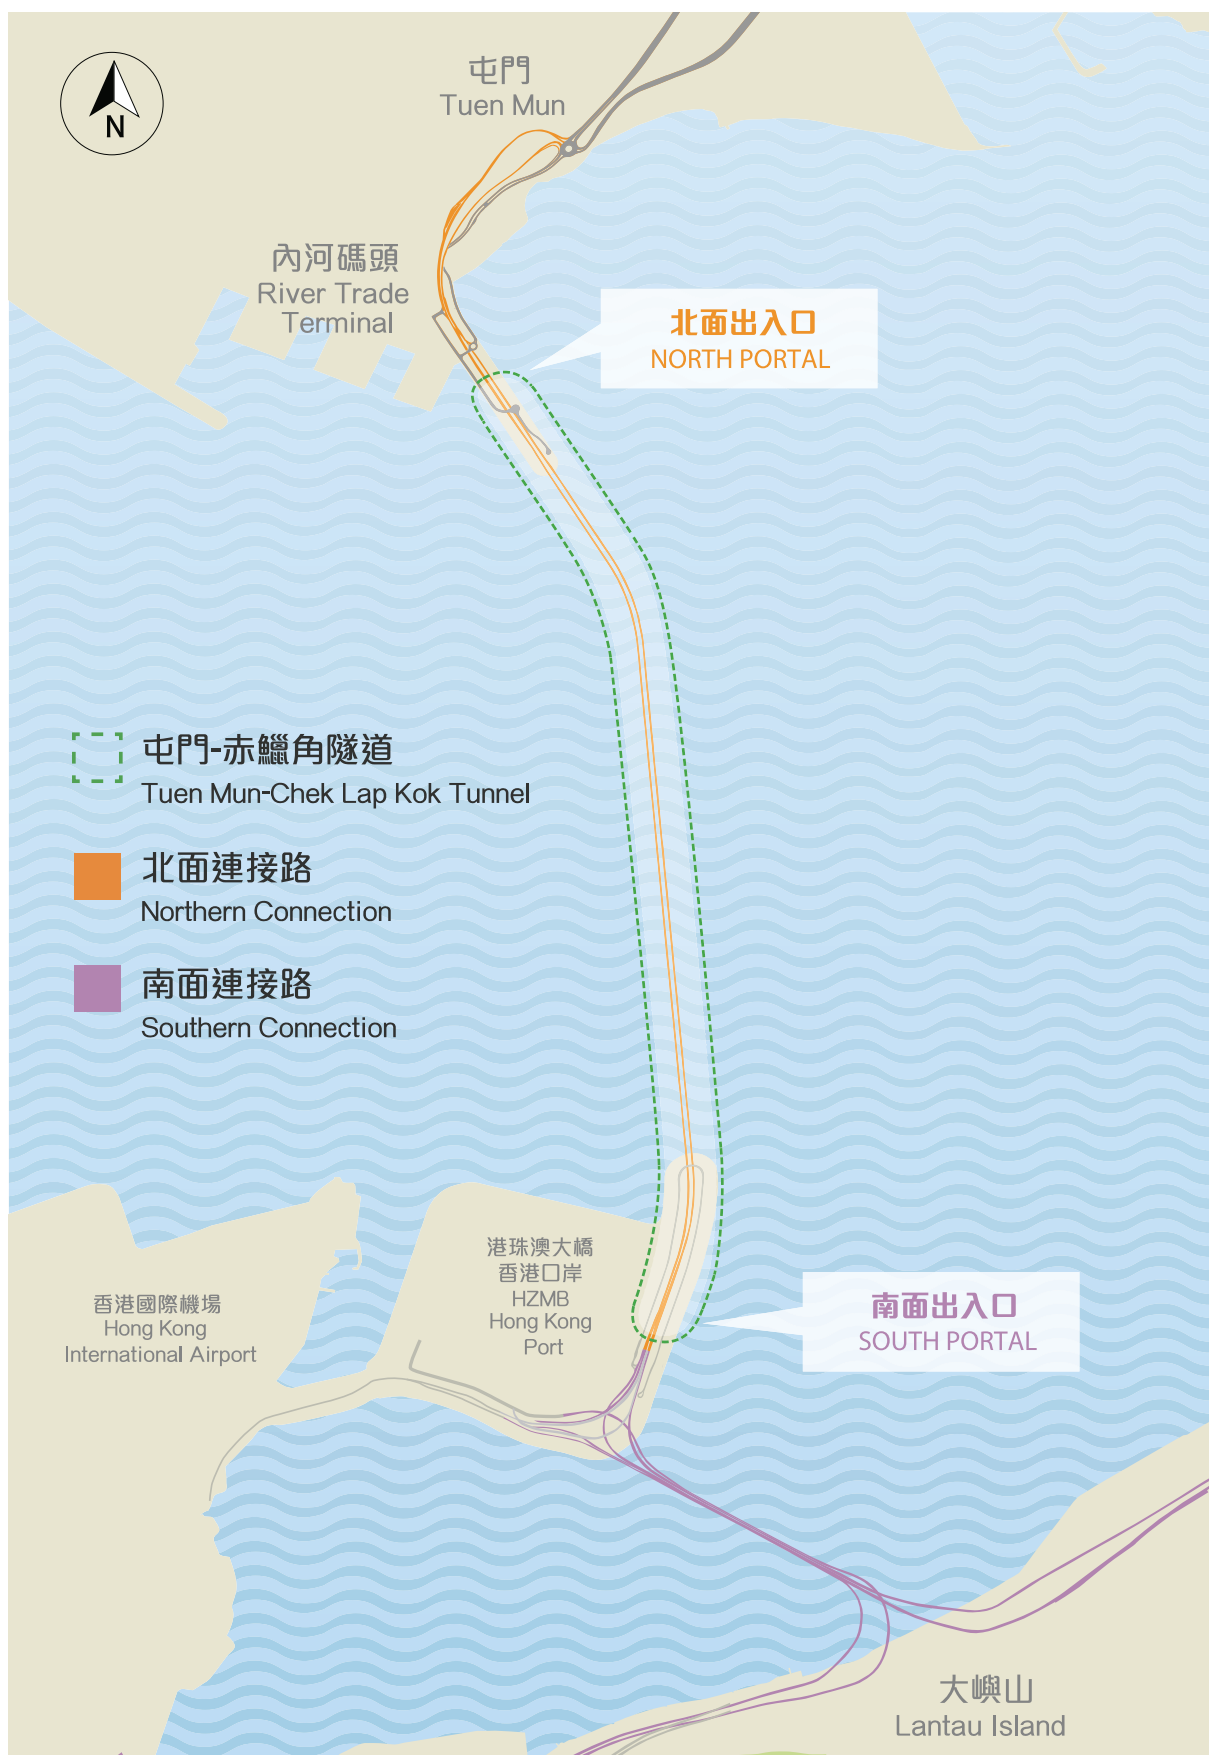 屯門
Tuen Mun
N
內河碼頭
River Trade
Terminal
北面出入口
NORTH PORTAL
屯門-赤鱲角隧道
Tuen Mun-Chek Lap Kok Tunnel
北面連接路
Northern Connection
南面連接路
Southern Connection
港珠澳大橋
香港口岸
HZMB
Hong Kong
Port
香港國際機場
Hong Kong
International Airport
南面出入口
SOUTH PORTAL
大嶼山
Lantau Island